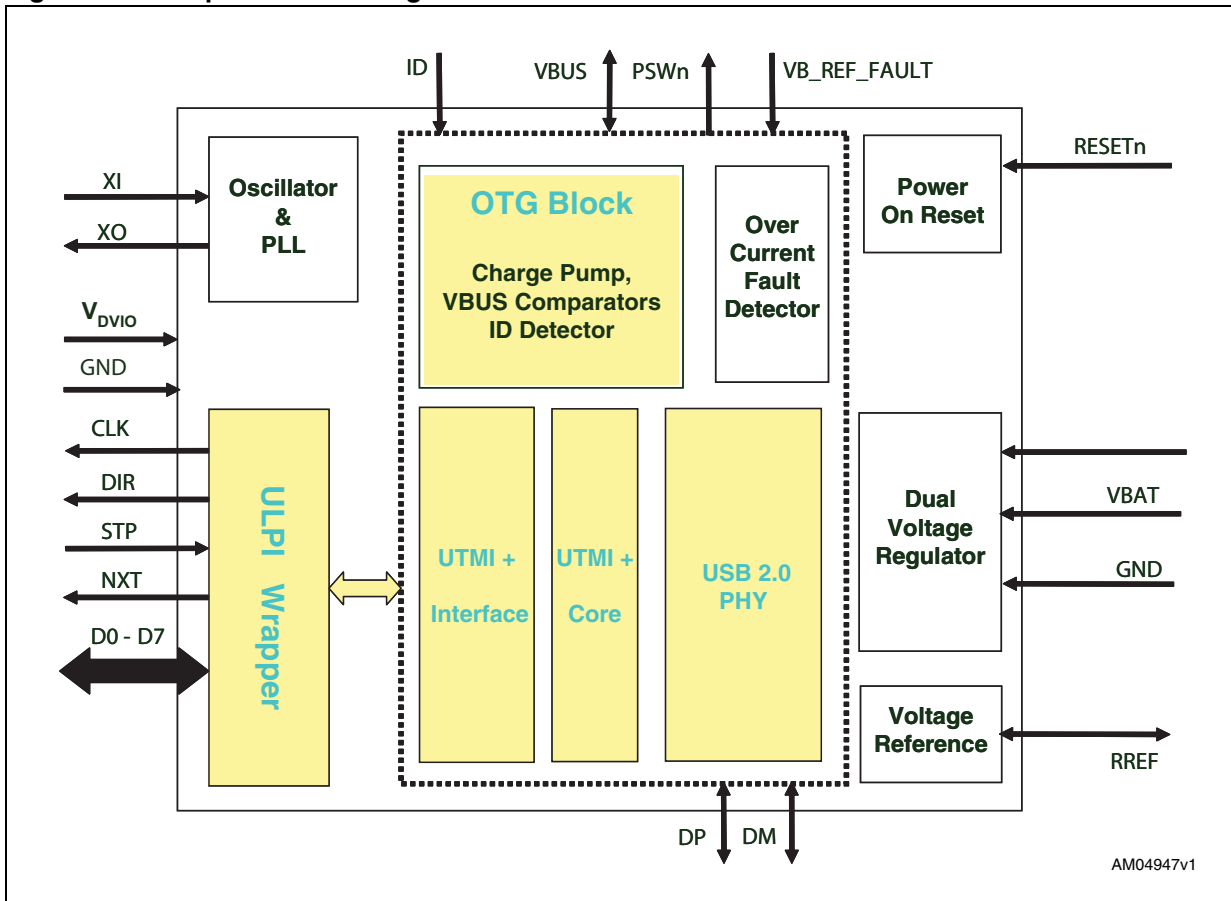 ID
VBUS
PSWn
VB_REF_FAULT
RESETn
XI
XO
Oscillator
&
PLL
OTG Block
Charge Pump,
VBUS Comparators
ID Detector
Over
Current
Fault
Detector
Power
On Reset
VDVIO
GND
CLK
DIR
STP
NXT
D0 - D7
ULPI Wrapper
UTMI +
Interface
UTMI +
Core
USB 2.0
PHY
Dual
Voltage
Regulator
VBAT
GND
Voltage
Reference
RREF
DP
DM
AM04947v1